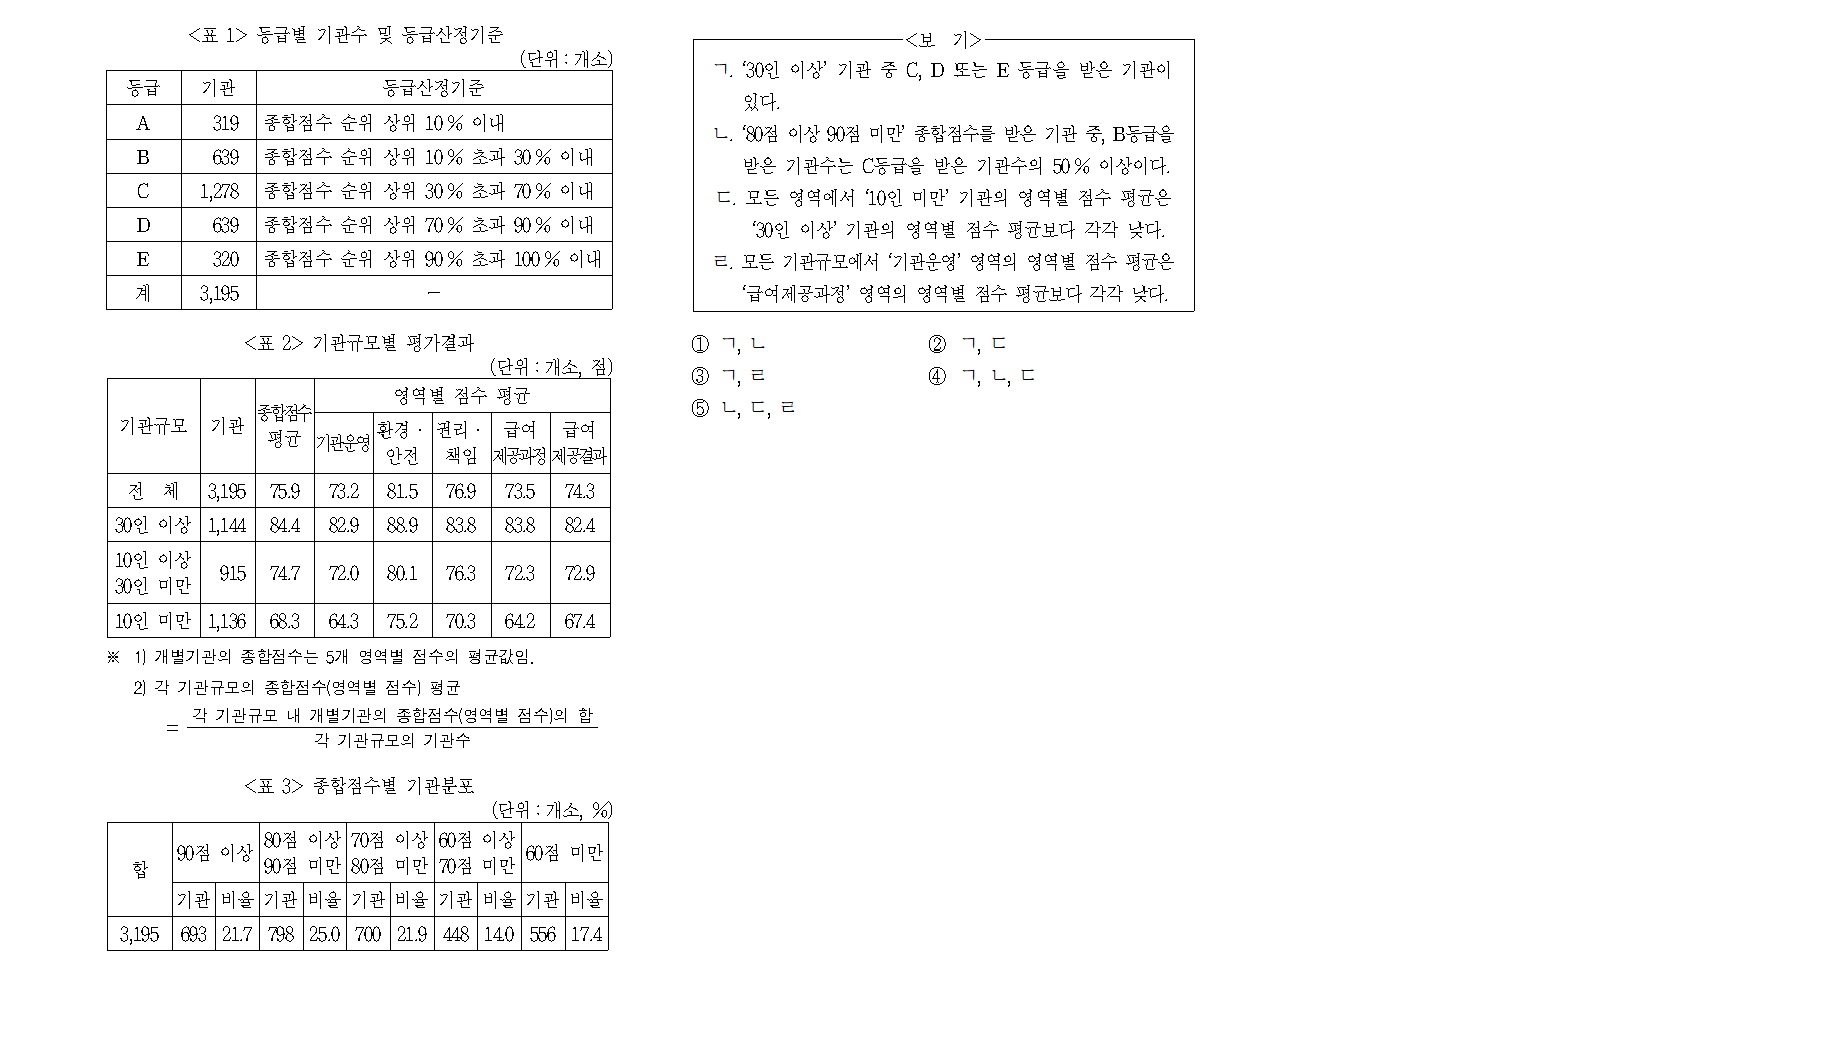 <표 1> 등급별 기관수 및 등급산정기준
(단위 : 개소)
등급 기관 등급산정기준
A 319 종합점수 순위 상위 10% 이내
B 639 종합점수 순위 상위 10% 초과 30% 이내
C 1,278 종합점수 순위 상위 30% 초과 70% 이내
D 639 종합점수 순위 상위 70% 초과 90% 이내
E 320 종합점수 순위 상위 90% 초과 100% 이내
계 3,195 －
<표 2> 기관규모별 평가결과
(단위 : 개소, 점)
기관규모 기관 종합점수 평균 영역별 점수 평균
기관운영 환경·안전 권리·책임 급여제공과정 급여제공결과
전 체 3,195 75.9 73.2 81.5 76.9 73.5 74.3
30인 이상 1,144 84.4 82.9 88.9 83.8 83.8 82.4
10인 이상
30인 미만 915 74.7 72.0 80.1 76.3 72.3 72.9
10인 미만 1,136 68.3 64.3 75.2 70.3 64.2 67.4
※ 1) 개별기관의 종합점수는 5개 영역별 점수의 평균값임.
2) 각 기관규모의 종합점수(영역별 점수) 평균
= 각 기관규모 내 개별기관의 종합점수(영역별 점수)의 합
각 기관규모의 기관수
<표 3> 종합점수별 기관분포
(단위 : 개소, %)
합 90점 이상 80점 이상 90점 미만 70점 이상 80점 미만 60점 이상 70점 미만 60점 미만
기관 비율 기관 비율 기관 비율 기관 비율 기관 비율
3,195 693 21.7 798 25.0 700 21.9 448 14.0 556 17.4
<보 기>
ㄱ. ‘30인 이상’ 기관 중 C, D 또는 E 등급을 받은 기관이
있다.
ㄴ. ‘80점 이상 90점 미만’ 종합점수를 받은 기관 중, B등급을
받은 기관수는 C등급을 받은 기관수의 50% 이상이다.
ㄷ. 모든 영역에서 ‘10인 미만’ 기관의 영역별 점수 평균은
‘30인 이상’ 기관의 영역별 점수 평균보다 각각 낮다.
ㄹ. 모든 기관규모에서 ‘기관운영’ 영역의 영역별 점수 평균은
‘급여제공과정’ 영역의 영역별 점수 평균보다 각각 낮다.
① ㄱ, ㄴ ② ㄱ, ㄷ
③ ㄱ, ㄹ ④ ㄱ, ㄴ, ㄷ
⑤ ㄴ, ㄷ, ㄹ